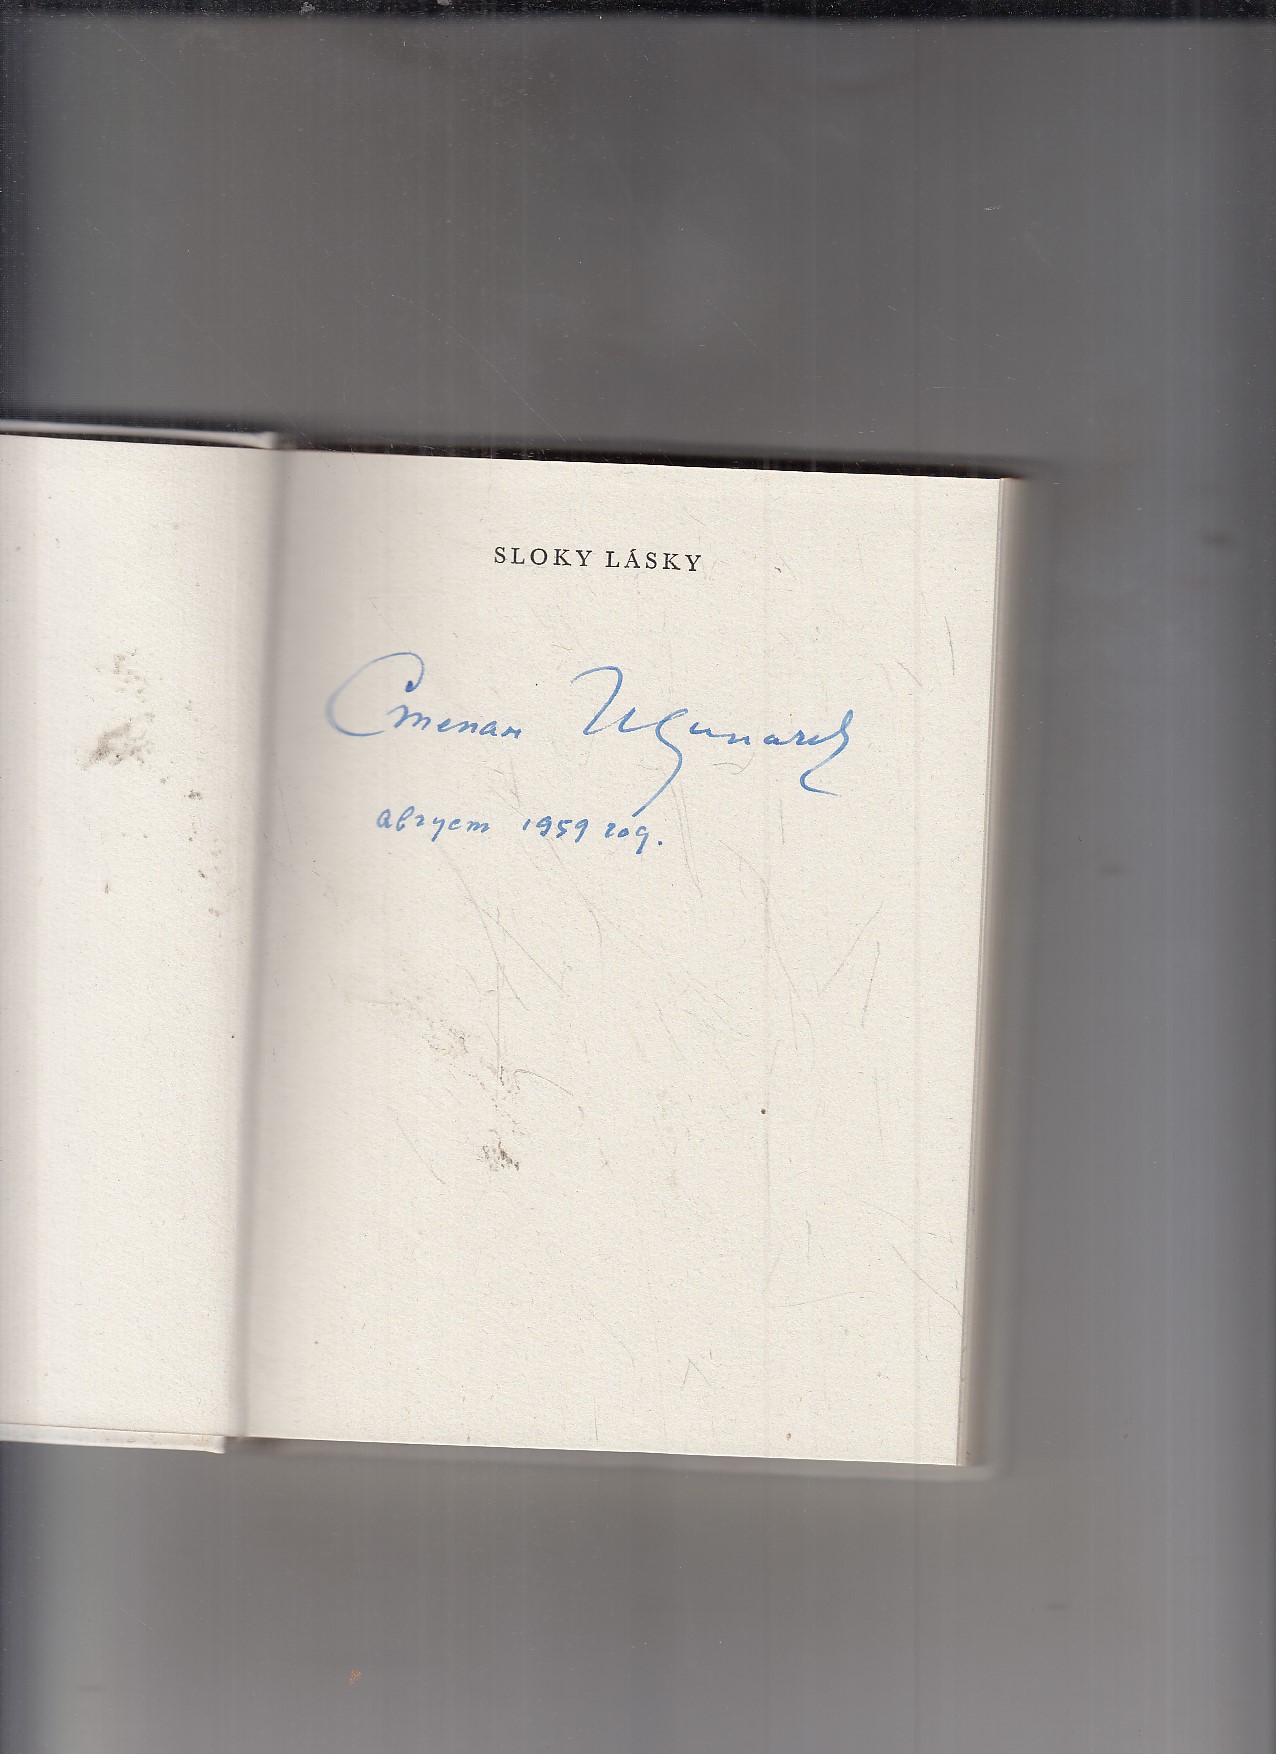 SLOKY LÁSKY
Степан Щипачев
август 1959 год.